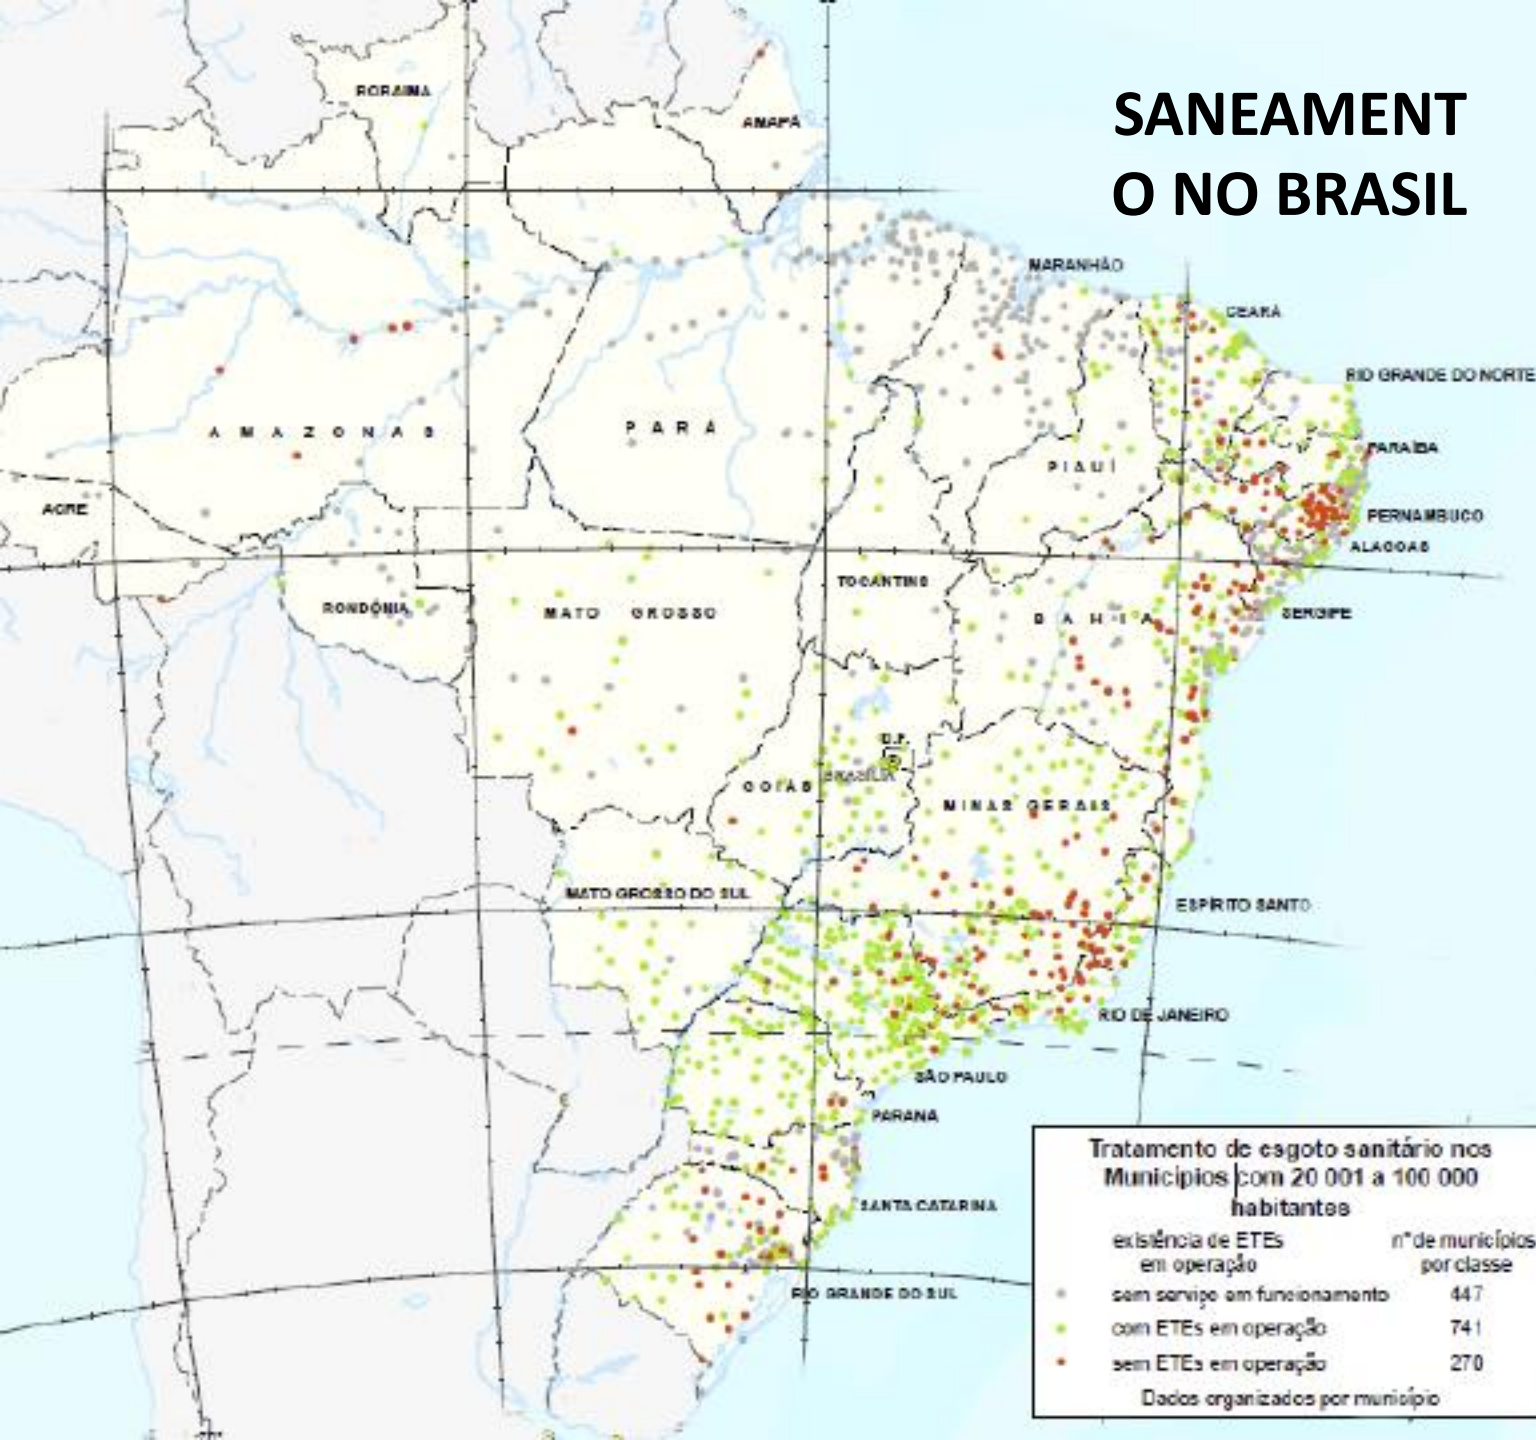 SANEAMENT
O NO BRASIL
RORAIMA
AMAPÁ
MARANHÃO
CEARÁ
RIO GRANDE DO NORTE
AMAZONAS
PARÁ
PARAÍBA
PIAUÍ
ACRE
PERNAMBUCO
ALAGOAS
TOCANTINS
RONDÔNIA
MATO GROSSO
BAHIA
SERGIPE
D.F.
BRASÍLIA
GOIÁS
MINAS GERAIS
MATO GROSSO DO SUL
ESPÍRITO SANTO
RIO DE JANEIRO
SÃO PAULO
PARANÁ
SANTA CATARINA
RIO GRANDE DO SUL
Tratamento de esgoto sanitário nos
Municípios com 20 001 a 100 000
habitantes
existência de ETEs nº de municípios
em operação por classe
sem serviço em funcionamento 447
com ETEs em operação 741
sem ETEs em operação 270
Dados organizados por município